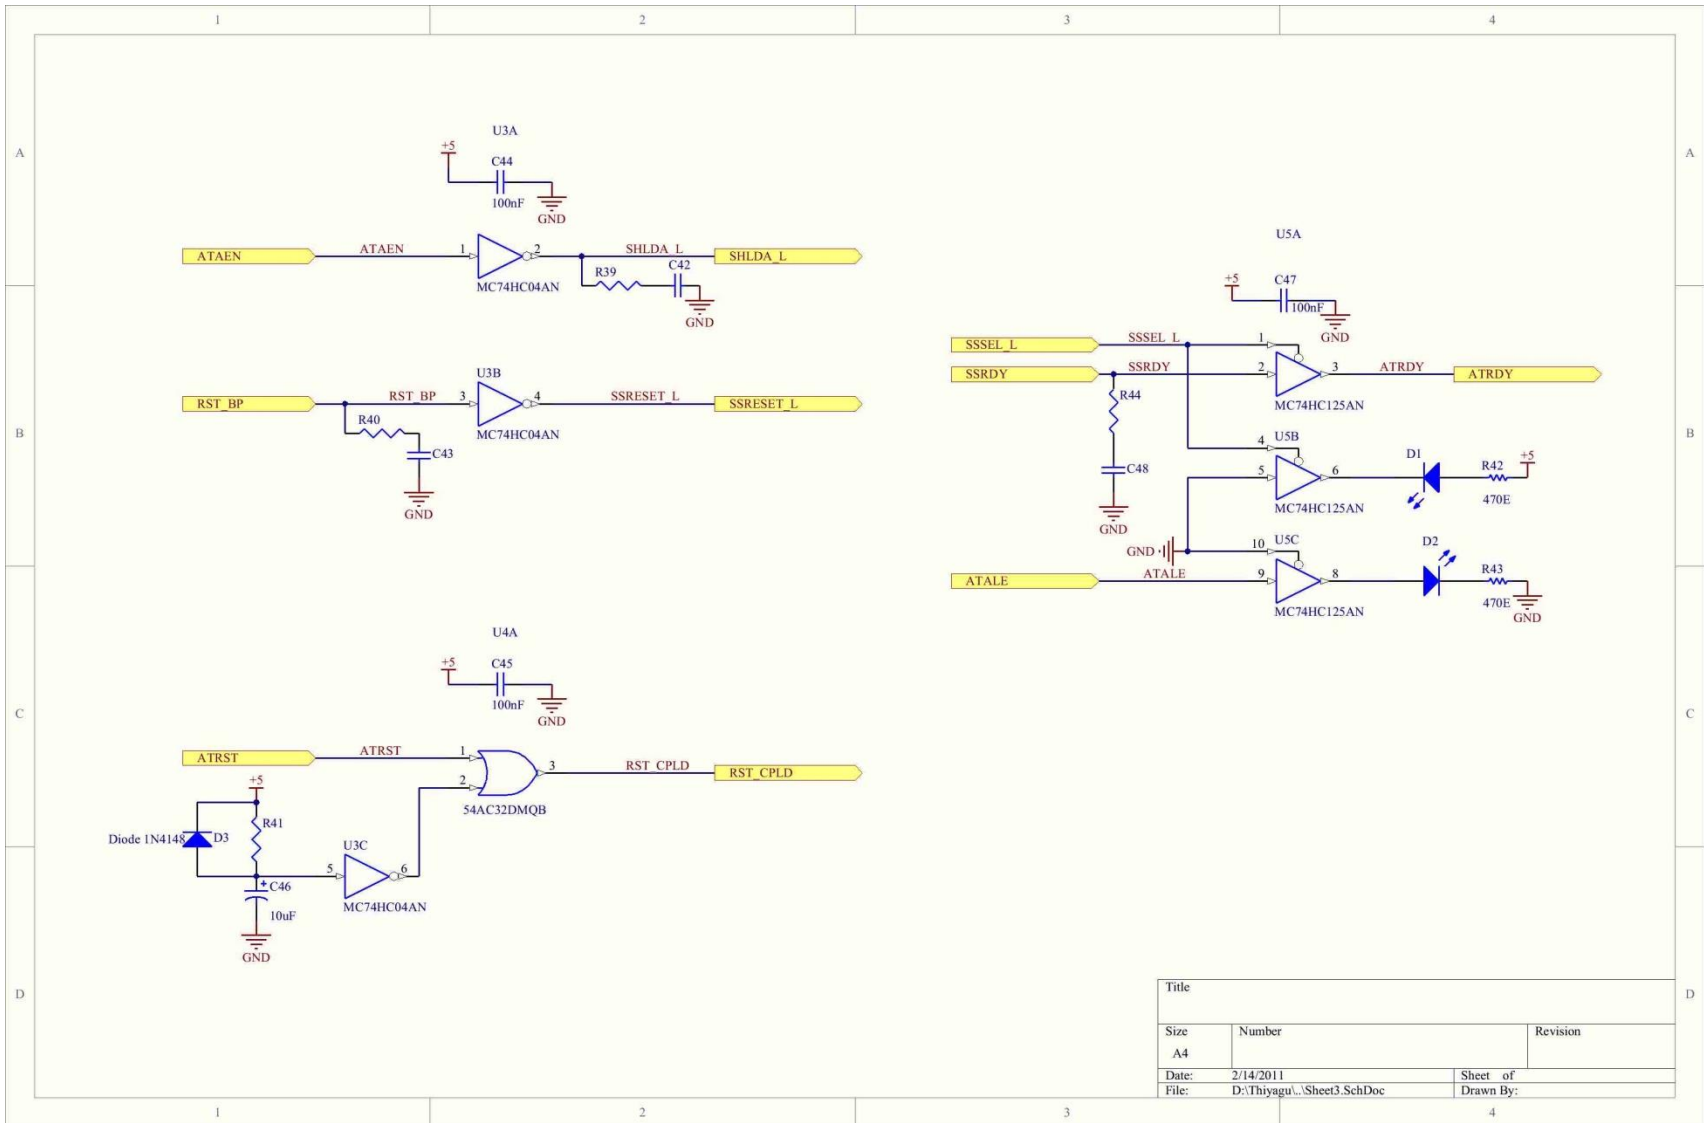 1 2 3 4
A A
U3A
+5
C44
100nF
GND
ATAEN ATAEN 1 2 SHLDA_L SHLDA_L
R39 C42
MC74HC04AN
GND
U3B
RST_BP RST_BP 3 4 SSRESET_L SSRESET_L
R40
MC74HC04AN
C43
GND
B B
U5A
+5
C47
100nF
GND
SSSEL_L SSSEL_L 1
SSRDY SSRDY 2 3 ATRDY ATRDY
R44
MC74HC125AN
C48
GND
U5B
4
5 6
MC74HC125AN
D1
R42
470E
+5
GND
U5C
10
ATALE ATALE 9 8
MC74HC125AN
D2
R43
470E
GND
C C
U4A
+5
C45
100nF
GND
ATRST ATRST 1
2
3 RST_CPLD RST_CPLD
54AC32DMQB
+5
R41
Diode 1N4148 D3
U3C
5 6
MC74HC04AN
+
C46
10uF
GND
D D
Title
Size Number Revision
A4
Date: 2/14/2011 Sheet of
File: D:\Thiyagu\..\Sheet3.SchDoc Drawn By:
1 2 3 4